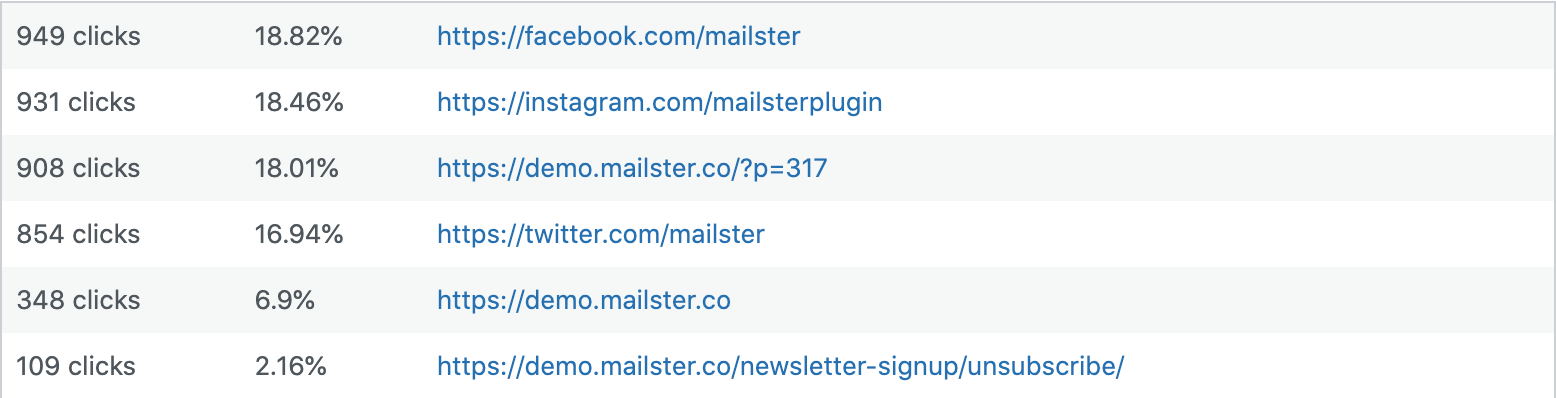 949 clicks 18.82% https://facebook.com/mailster
931 clicks 18.46% https://instagram.com/mailsterplugin
908 clicks 18.01% https://demo.mailster.co/?p=317
854 clicks 16.94% https://twitter.com/mailster
348 clicks 6.9% https://demo.mailster.co
109 clicks 2.16% https://demo.mailster.co/newsletter-signup/unsubscribe/